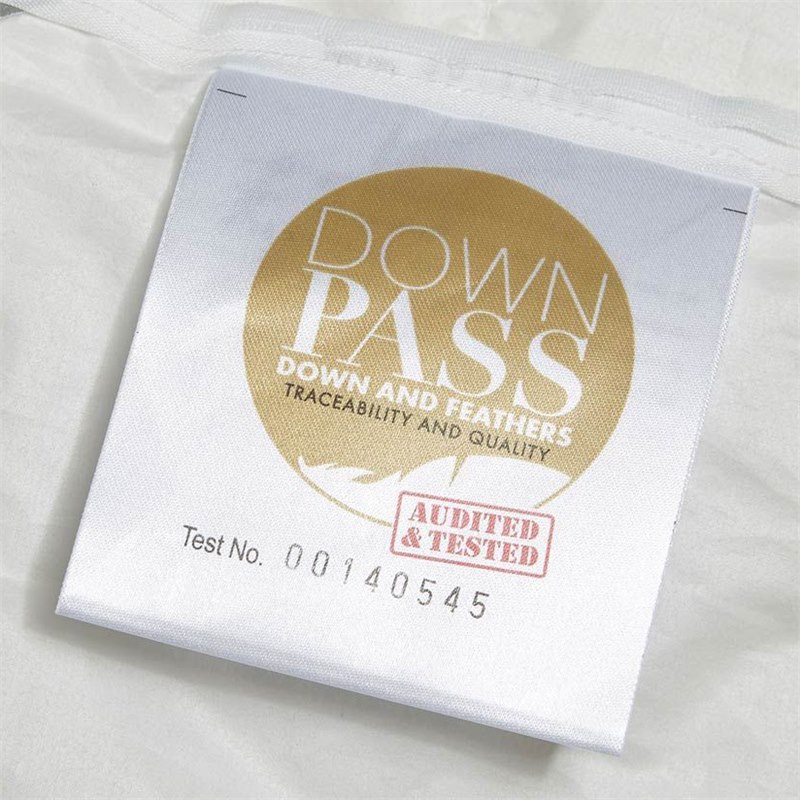 DOWN
PASS
DOWN AND FEATHERS
TRACEABILITY AND QUALITY
AUDITED
& TESTED
Test No. 00140545